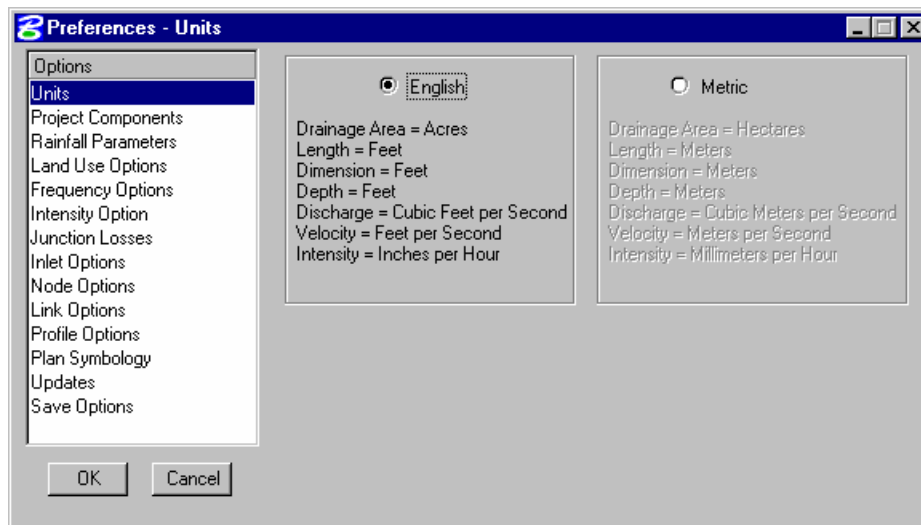 Preferences - Units
Options
Units
Project Components
Rainfall Parameters
Land Use Options
Frequency Options
Intensity Option
Junction Losses
Inlet Options
Node Options
Link Options
Profile Options
Plan Symbology
Updates
Save Options
OK
Cancel
English
Drainage Area = Acres
Length = Feet
Dimension = Feet
Depth = Feet
Discharge = Cubic Feet per Second
Velocity = Feet per Second
Intensity = Inches per Hour
Metric
Drainage Area = Hectares
Length = Meters
Dimension = Meters
Depth = Meters
Discharge = Cubic Meters per Second
Velocity = Meters per Second
Intensity = Millimeters per Hour